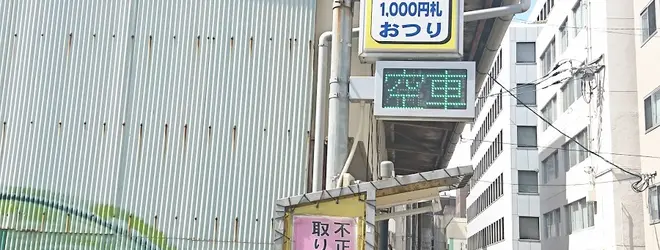 1,000円札
おつり
空車
不正
取り